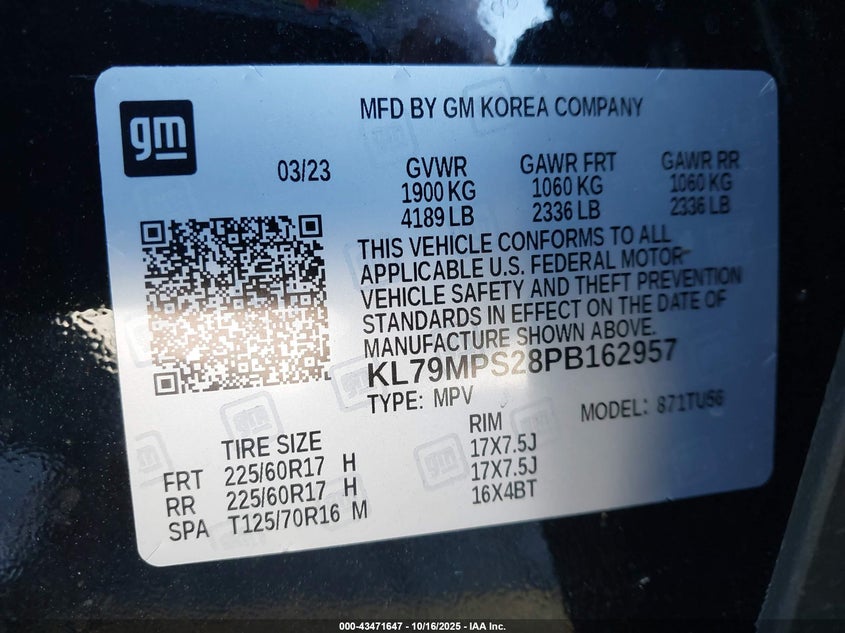 gm
MFD BY GM KOREA COMPANY
03/23
GVWR GAWR FRT GAWR RR
1900 KG 1060 KG 1060 KG
4189 LB 2336 LB 2336 LB
THIS VEHICLE CONFORMS TO ALL
APPLICABLE U.S. FEDERAL MOTOR
VEHICLE SAFETY AND THEFT PREVENTION
STANDARDS IN EFFECT ON THE DATE OF
MANUFACTURE SHOWN ABOVE.
KL79MPS28PB162957
TYPE: MPV MODEL: 871TU56
TIRE SIZE RIM
FRT 225/60R17 H 17X7.5J
RR 225/60R17 H 17X7.5J
SPA T125/70R16 M 16X4BT
000-43471647 - 10/16/2025 - IAA Inc.